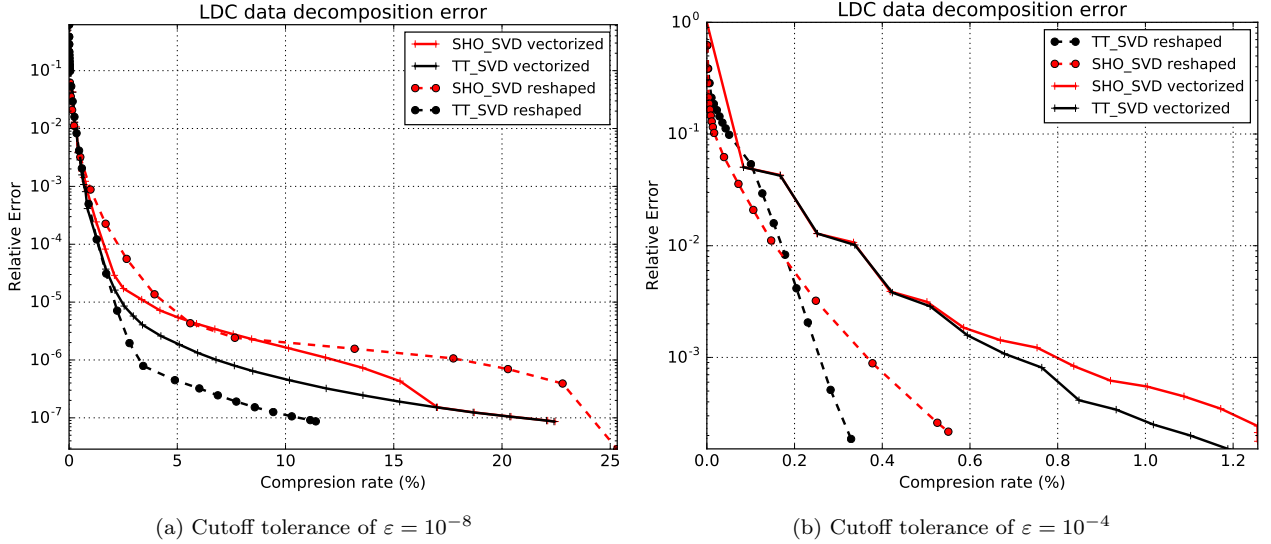 LDC data decomposition error
SHO_SVD vectorized
TT_SVD vectorized
SHO_SVD reshaped
TT_SVD reshaped
Relative Error
10^-1
10^-2
10^-3
10^-4
10^-5
10^-6
10^-7
0 5 10 15 20 25
Compresion rate (%)
(a) Cutoff tolerance of ε = 10^-8
LDC data decomposition error
TT_SVD reshaped
SHO_SVD reshaped
SHO_SVD vectorized
TT_SVD vectorized
Relative Error
10^0
10^-1
10^-2
10^-3
0.0 0.2 0.4 0.6 0.8 1.0 1.2
Compresion rate (%)
(b) Cutoff tolerance of ε = 10^-4